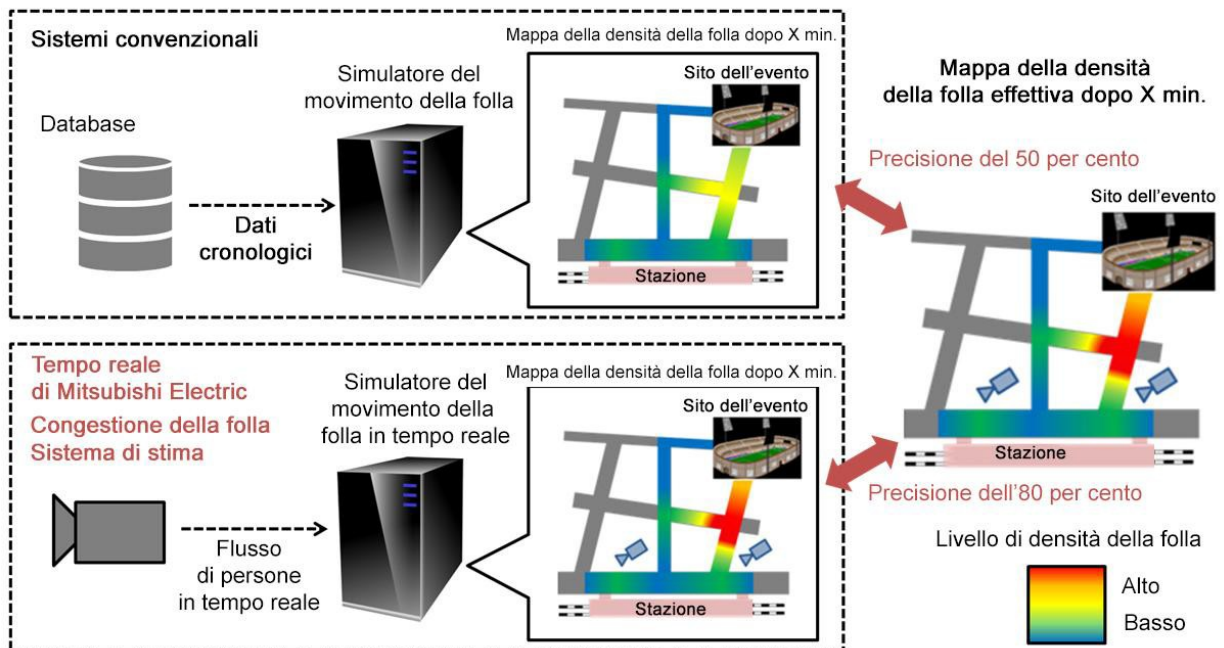 Sistemi convenzionali
Database
Dati
cronologici
Simulatore del
movimento della folla
Mappa della densità della folla dopo X min.
Sito dell'evento
Stazione
Tempo reale
di Mitsubishi Electric
Congestione della folla
Sistema di stima
Flusso
di persone
in tempo reale
Simulatore del
movimento della
folla in tempo reale
Mappa della densità della folla dopo X min.
Sito dell'evento
Stazione
Mappa della densità
della folla effettiva dopo X min.
Precisione del 50 per cento
Sito dell'evento
Stazione
Precisione dell'80 per cento
Livello di densità della folla
Alto
Basso